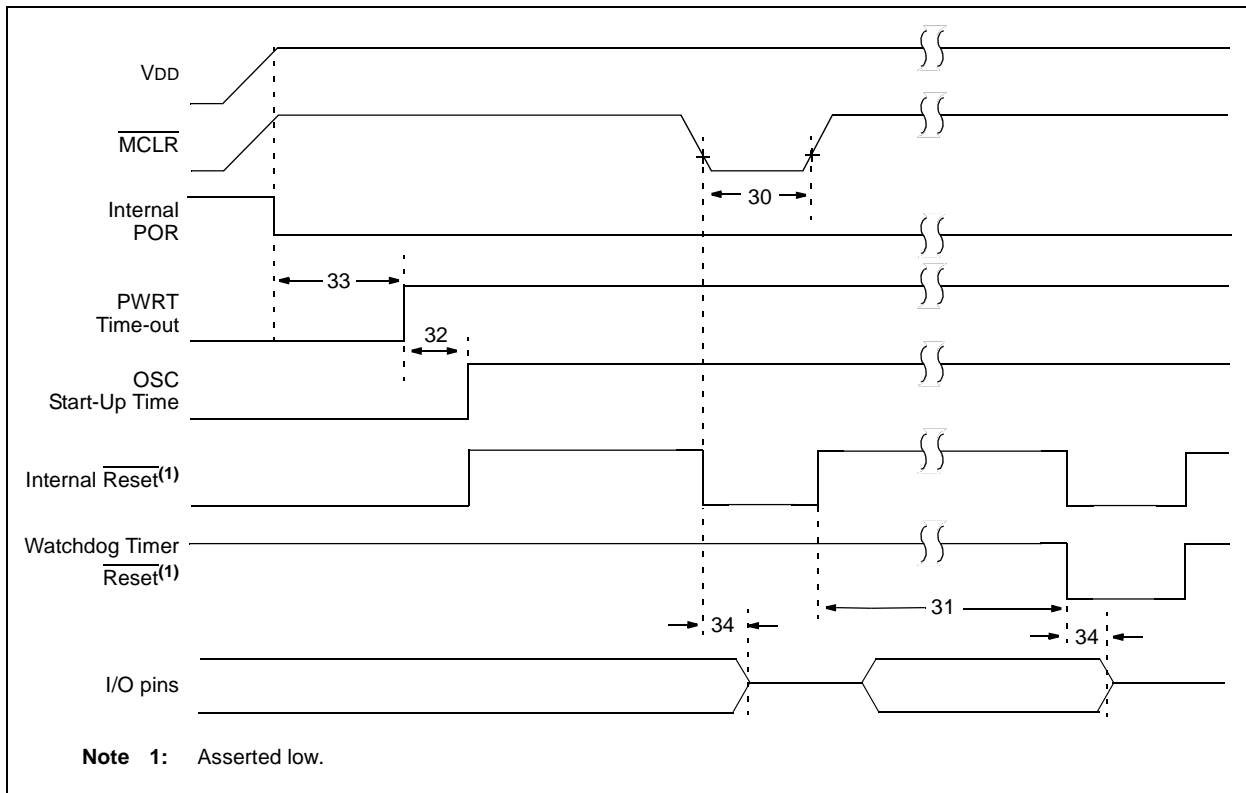 VDD
MCLR
30
Internal
POR
33
PWRT
Time-out
32
OSC
Start-Up Time
Internal Reset(1)
Watchdog Timer
Reset(1)
31
34
34
I/O pins
Note 1: Asserted low.